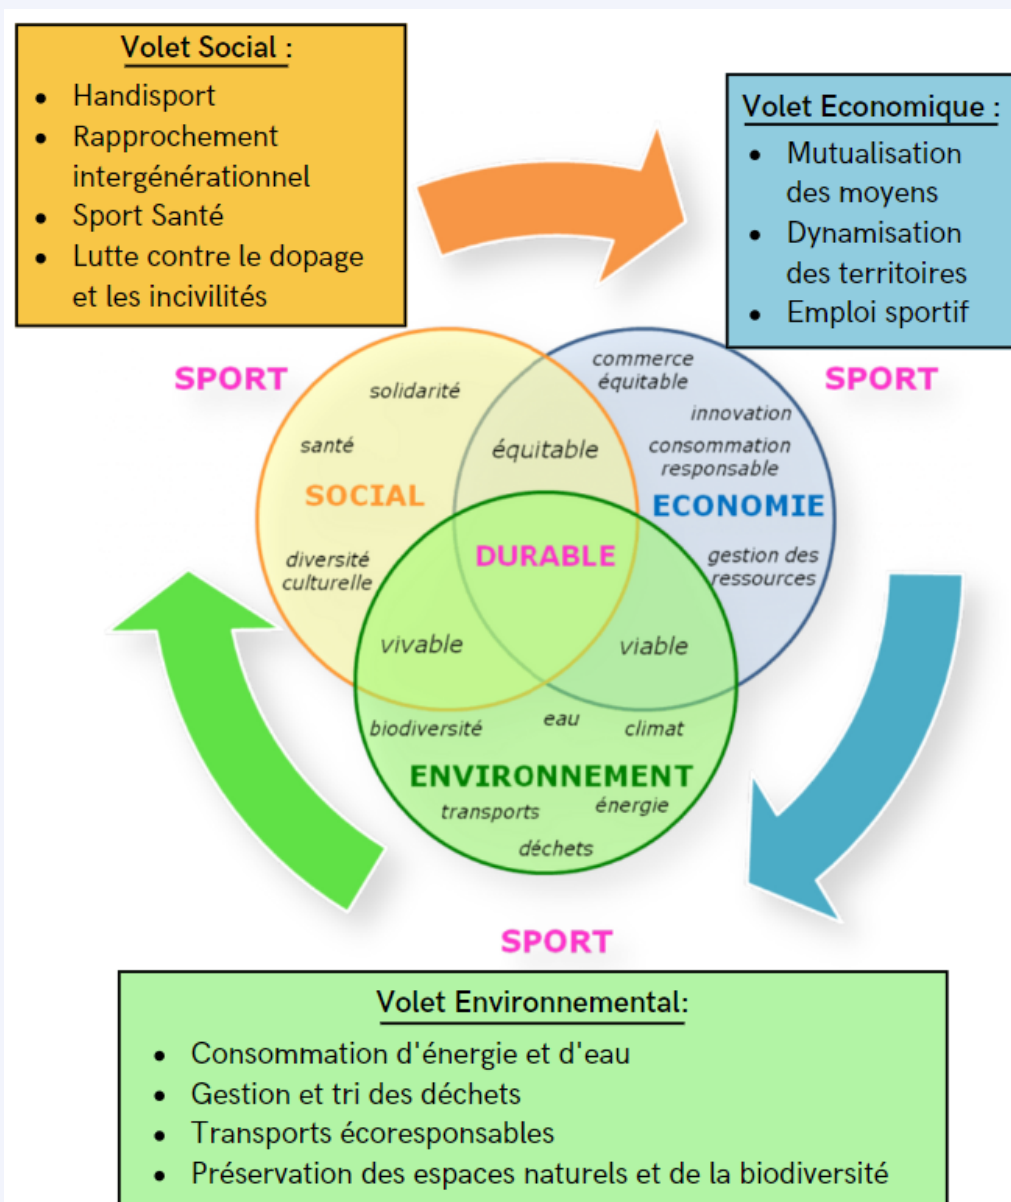 Volet Social :
• Handisport
• Rapprochement
intergénérationnel
• Sport Santé
• Lutte contre le dopage
et les incivilités
Volet Economique :
• Mutualisation
des moyens
• Dynamisation
des territoires
• Emploi sportif
SPORT
SPORT
solidarité
santé
SOCIAL
diversité
culturelle
équitable
commerce
équitable
innovation
consommation
responsable
ECONOMIE
gestion des
ressources
DURABLE
vivable
viable
biodiversité
eau
climat
ENVIRONNEMENT
transports
énergie
déchets
SPORT
Volet Environnemental:
• Consommation d'énergie et d'eau
• Gestion et tri des déchets
• Transports écoresponsables
• Préservation des espaces naturels et de la biodiversité